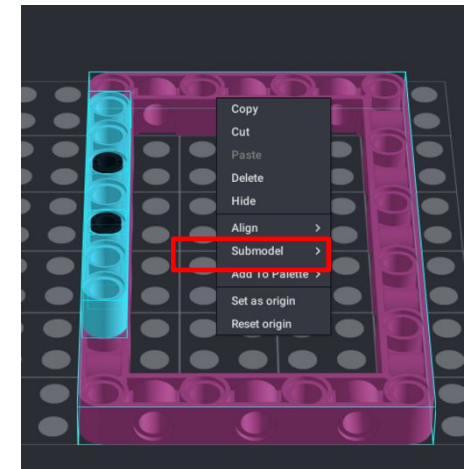 Copy
Cut
Paste
Delete
Hide
Align
Submodel
Add To Palette
Set as origin
Reset origin